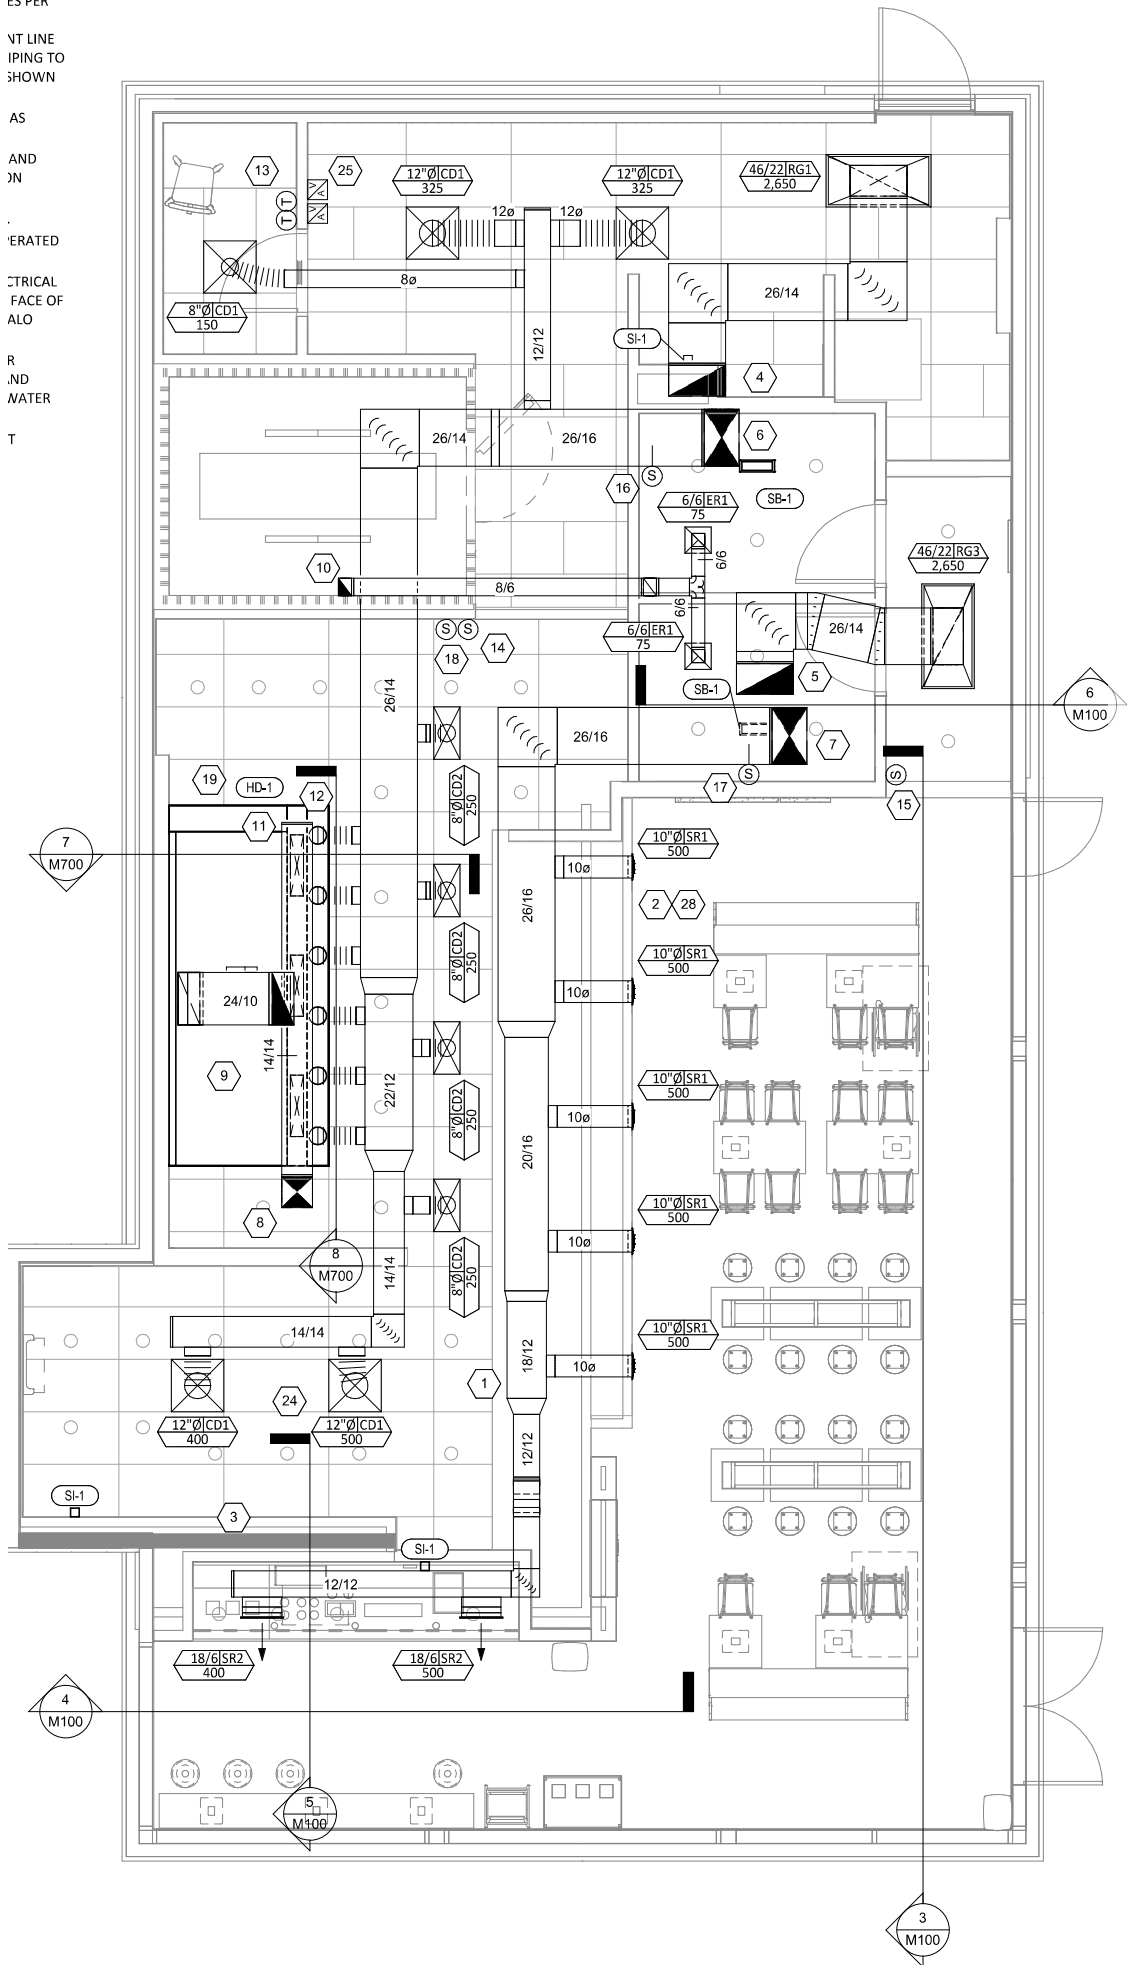 ES PER
NT LINE
IPING TO
SHOWN
AS
AND
ON
ERATED
CTRICAL
FACE OF
ALO
R
AND
WATER
T
13
25
12"Ø CD1
325
12"Ø CD1
325
46/22 RG1
2,650
T
T
V
A
V
A
12ø
12ø
8ø
8"Ø CD1
150
26/14
12/12
SI-1
4
26/14
26/16
6
16
S
6/6 ER1
75
SB-1
46/22 RG3
2,650
10
8/6
6/6
6/6
6/6 ER1
75
26/14
S
S
14
18
5
SB-1
6
M100
26/14
26/16
7
S
17
S
15
19
HD-1
12
11
8"Ø CD2
250
7
M700
10"Ø SR1
500
10ø
2
28
26/16
8"Ø CD2
250
10"Ø SR1
500
10ø
24/10
14/14
9
22/12
8"Ø CD2
250
10"Ø SR1
500
10ø
20/16
8
10"Ø SR1
500
10ø
8
M700
14/14
8"Ø CD2
250
14/14
10"Ø SR1
500
18/12
10ø
1
24
12"Ø CD1
400
12"Ø CD1
500
12/12
SI-1
3
SI-1
12/12
18/6 SR2
400
18/6 SR2
500
4
M100
5
M100
3
M100